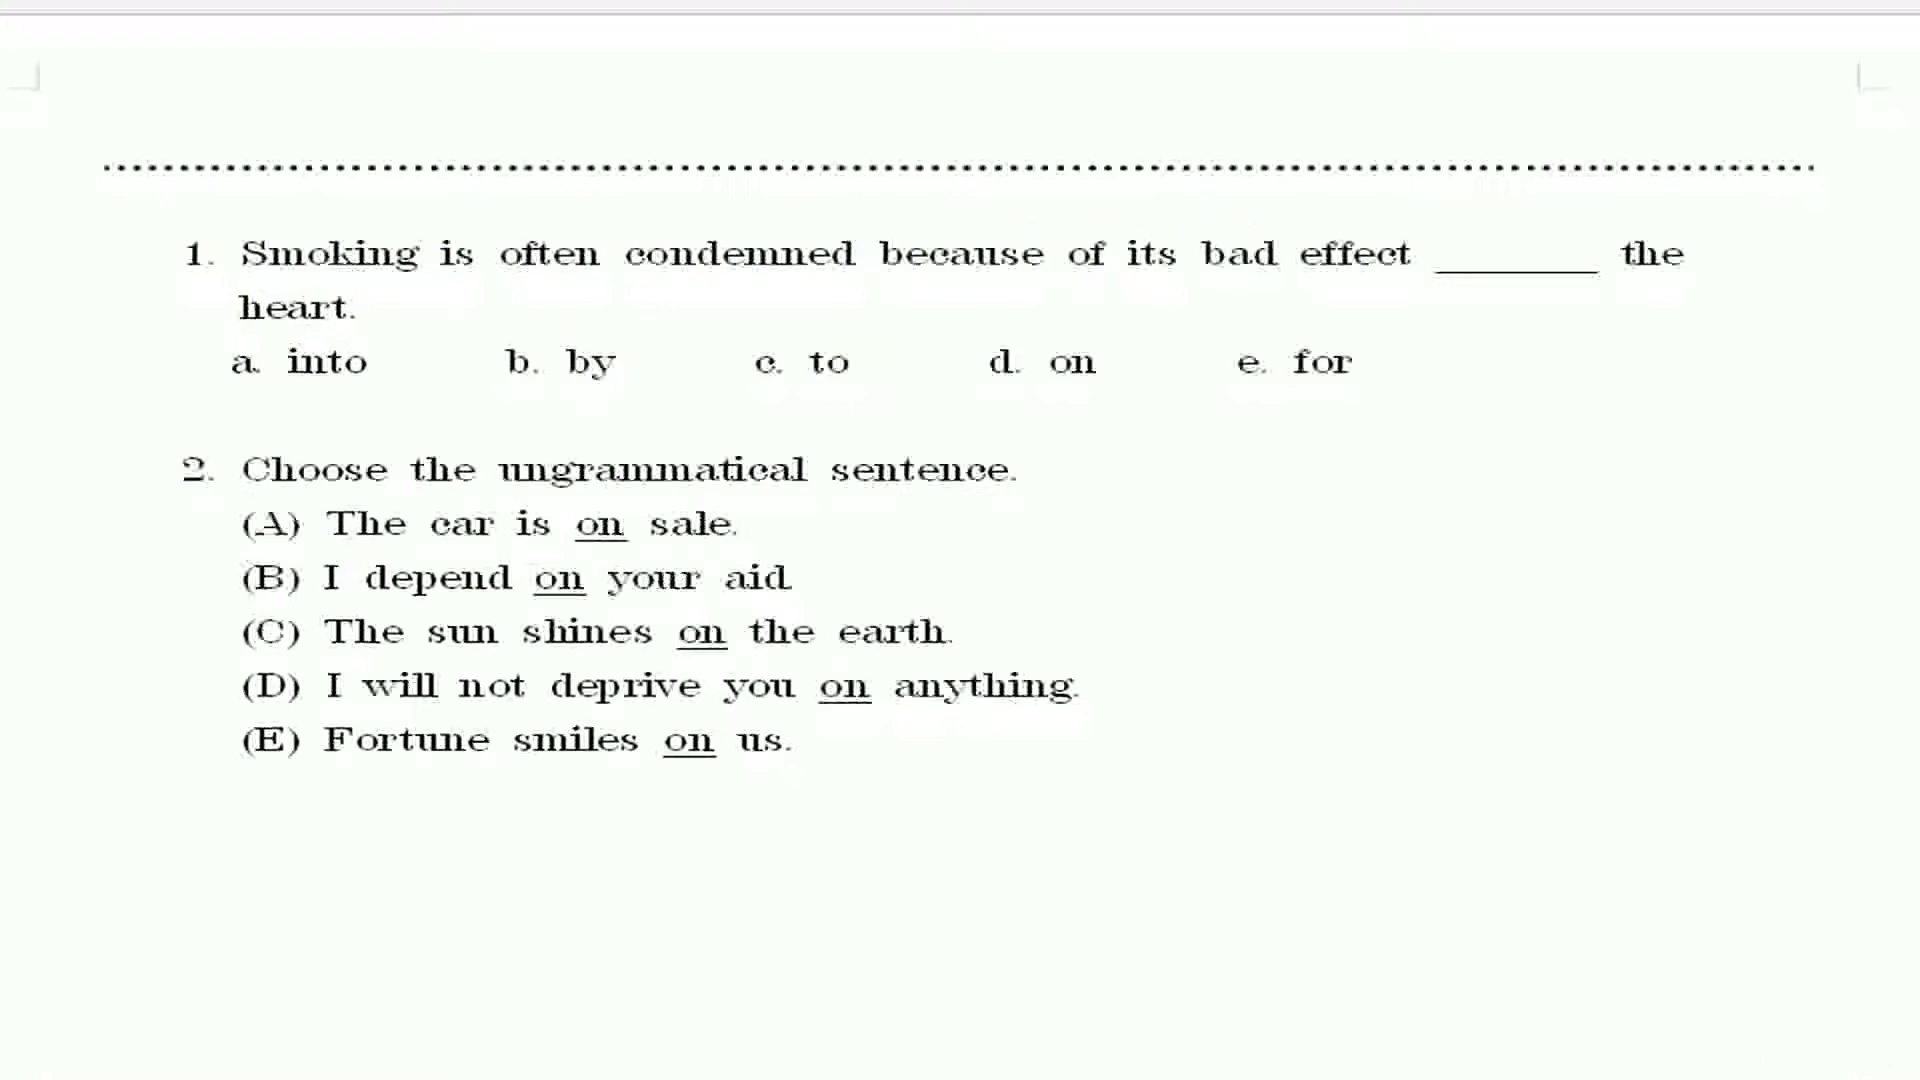 1. Smoking is often condemned because of its bad effect ________ the
heart.
a. into b. by c. to d. on e. for
2. Choose the ungrammatical sentence.
(A) The car is on sale.
(B) I depend on your aid.
(C) The sun shines on the earth.
(D) I will not deprive you on anything.
(E) Fortune smiles on us.